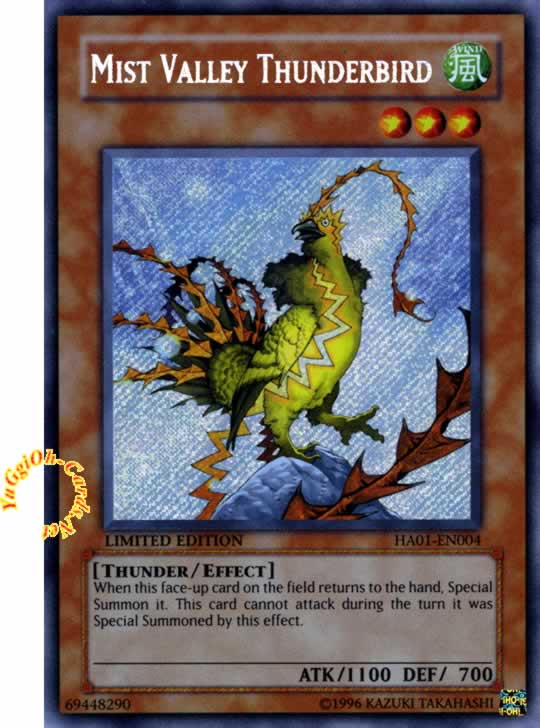 MIST VALLEY THUNDERBIRD
WIND
風
LIMITED EDITION HA01-EN004
[THUNDER/EFFECT]
When this face-up card on the field returns to the hand, Special
Summon it. This card cannot attack during the turn it was
Special Summoned by this effect.
ATK/1100 DEF/ 700
69448290 ©1996 KAZUKI TAKAHASHI
YuGgiOh-Cards.Net